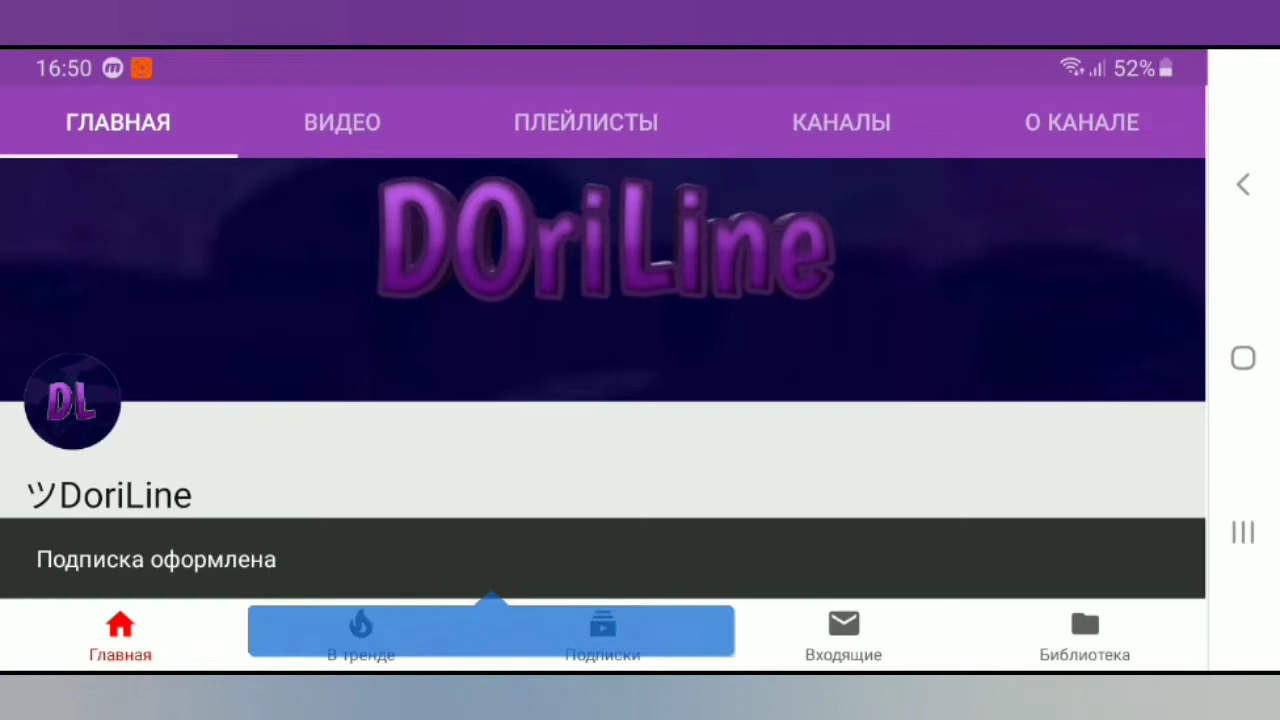 16:50 52%
ГЛАВНАЯ ВИДЕО ПЛЕЙЛИСТЫ КАНАЛЫ О КАНАЛЕ
DOriLine
DL
ツDoriLine
Подписка оформлена
Главная В тренде Подписки Входящие Библиотека